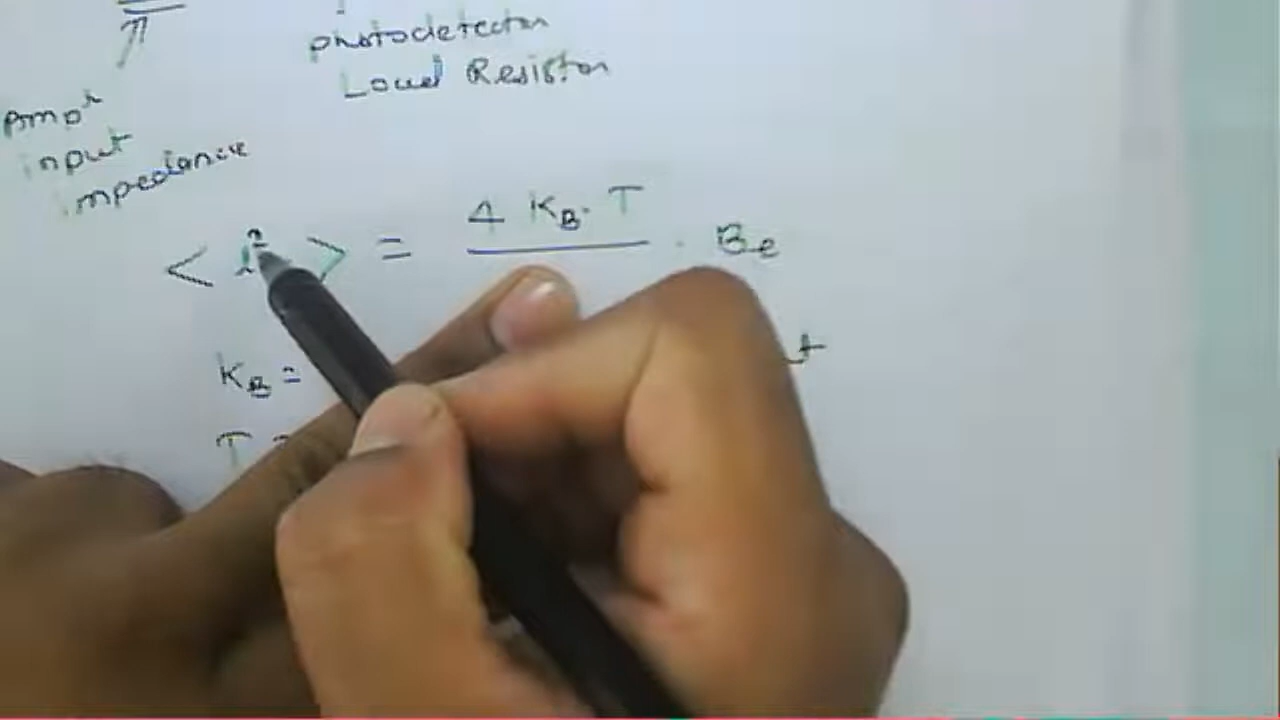 photodetector
Load Resistor
Amp^r
input
impedance
< i² > = 4 K_B . T . B_e
K_B =
T =